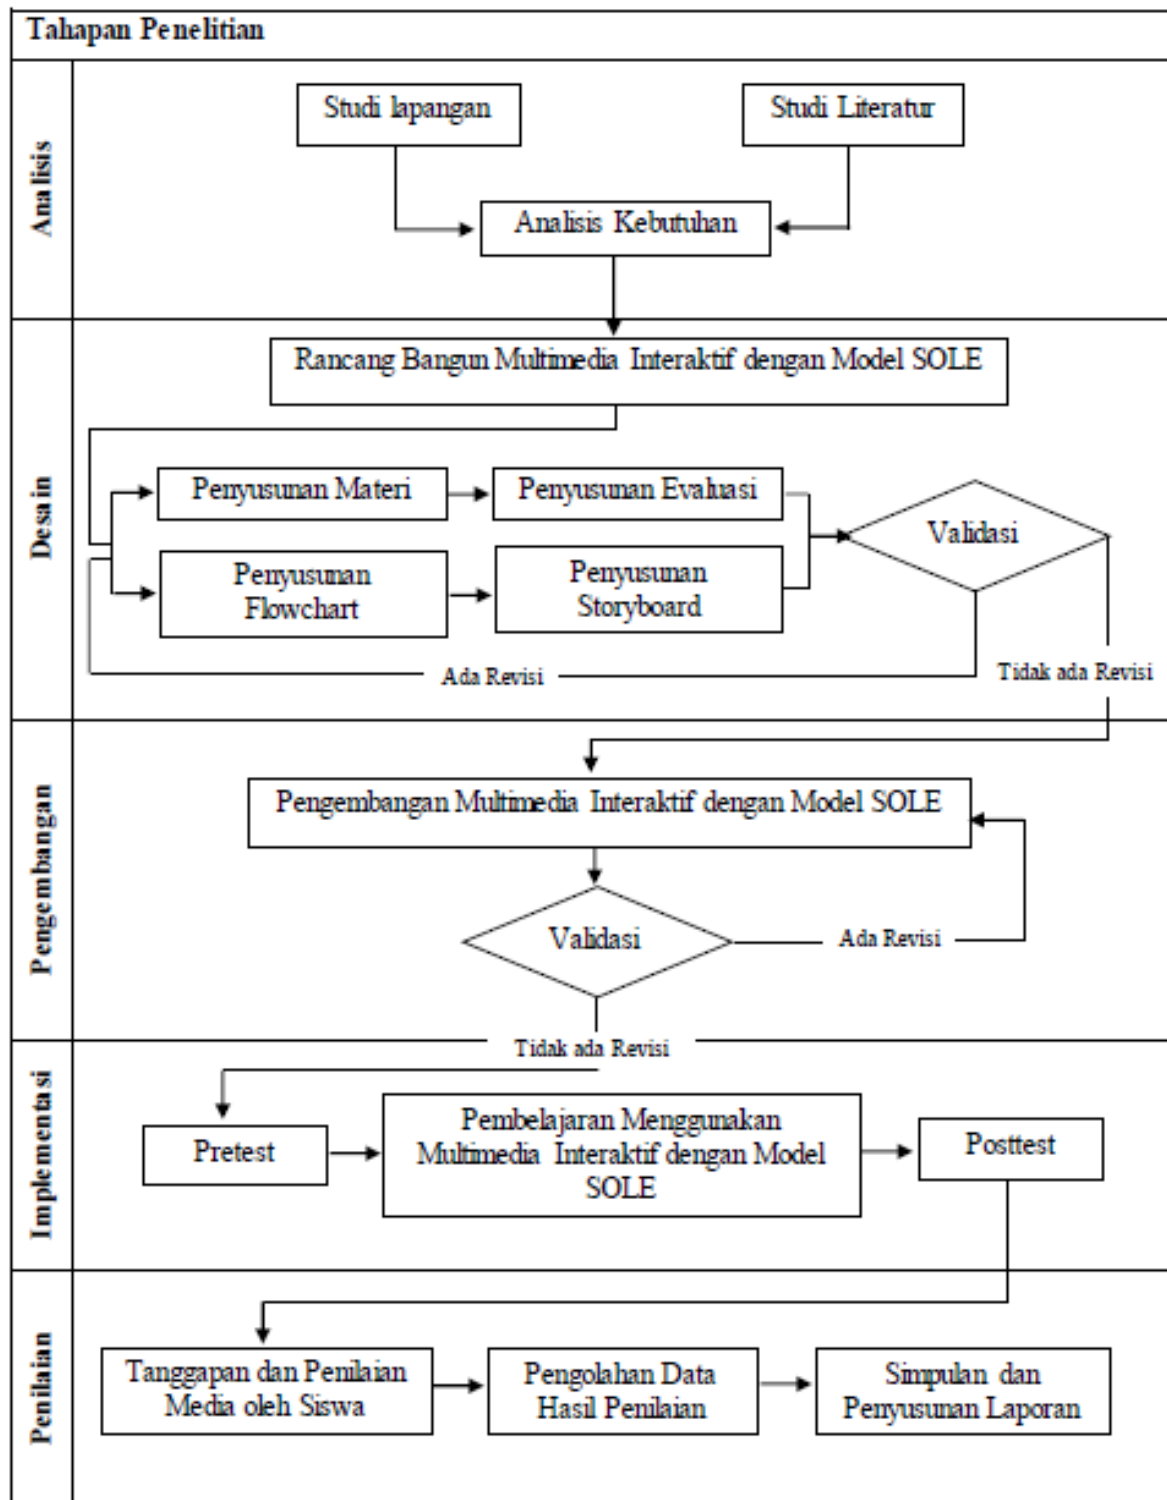 Tahapan Penelitian
Analisis
Studi lapangan
Studi Literatur
Analisis Kebutuhan
Desain
Rancang Bangun Multimedia Interaktif dengan Model SOLE
Penyusunan Materi
Penyusunan Evaluasi
Validasi
Penyusunan
Flowchart
Penyusunan
Storyboard
Ada Revisi
Tidak ada Revisi
Pengembangan
Pengembangan Multimedia Interaktif dengan Model SOLE
Validasi
Ada Revisi
Tidak ada Revisi
Implementasi
Pretest
Pembelajaran Menggunakan
Multimedia Interaktif dengan Model
SOLE
Posttest
Penilaian
Tanggapan dan Penilaian
Media oleh Siswa
Pengolahan Data
Hasil Penilaian
Simpulan dan
Penyusunan Laporan